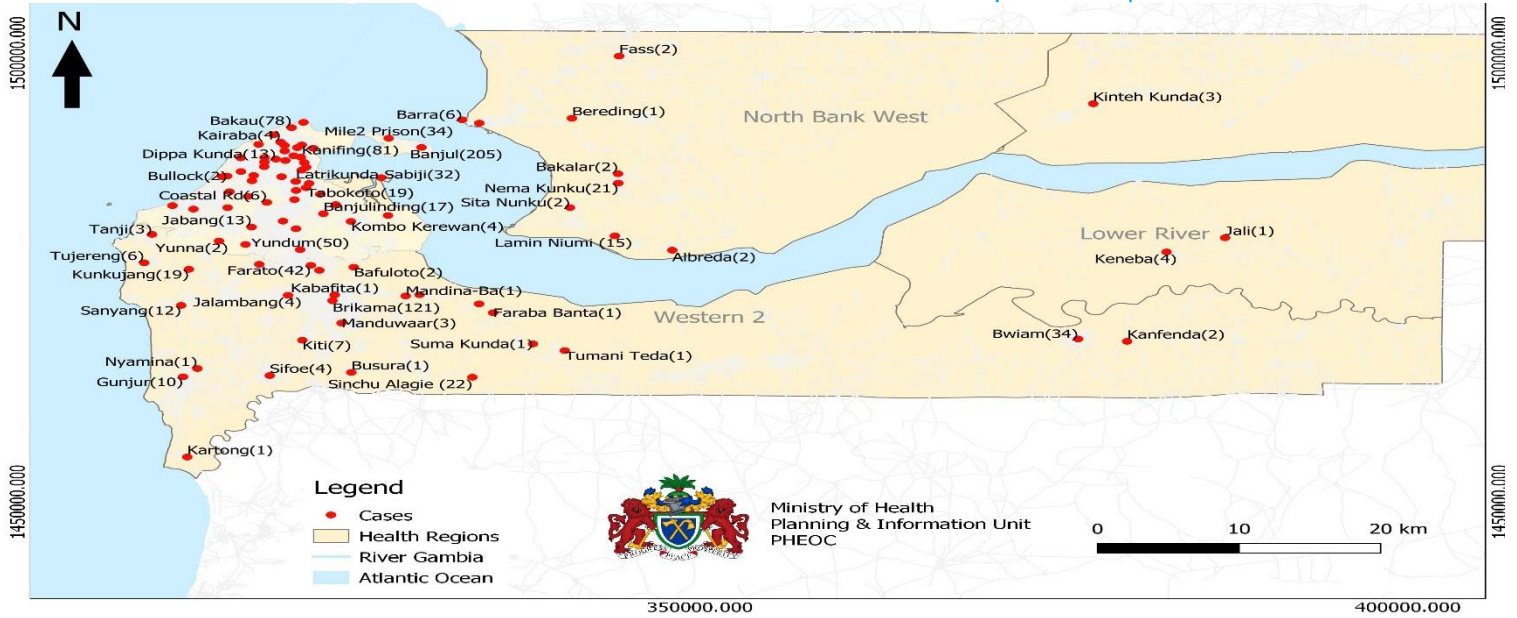 N
1500000.000
1500000.000
Fass(2)
Kinteh Kunda(3)
Barra(6)
Bereding(1)
North Bank West
Bakau(78)
Mile2 Prison(34)
Kairaba(4)
Kanifing(81)
Banjul(205)
Dippa Kunda(13)
Bakalar(2)
Bullock(2)
Latrikunda Sabiji(32)
Nema Kunku(21)
Tabokoto(19)
Coastal Rd(6)
Sita Nunku(2)
Banjulinding(17)
Jabang(13)
Kombo Kerewan(4)
Tanji(3)
Lower River
Jali(1)
Yunna(2)
Yundum(50)
Lamin Niumi (15)
Albreda(2)
Keneba(4)
Tujereng(6)
Kunkujang(19)
Farato(42)
Bafuloto(2)
Kabafita(1)
Mandina-Ba(1)
Sanyang(12)
Jalambang(4)
Brikama(121)
Faraba Banta(1)
Western 2
Manduwaar(3)
Bwiam(34)
Kanfenda(2)
Kiti(7)
Suma Kunda(1)
Tumani Teda(1)
Nyamina(1)
Sifoe(4)
Busura(1)
Gunjur(10)
Sinchu Alagie (22)
Kartong(1)
1450000.000
1450000.000
Legend
Cases
Health Regions
River Gambia
Atlantic Ocean
Ministry of Health
Planning & Information Unit
PHEOC
0 10 20 km
350000.000
400000.000